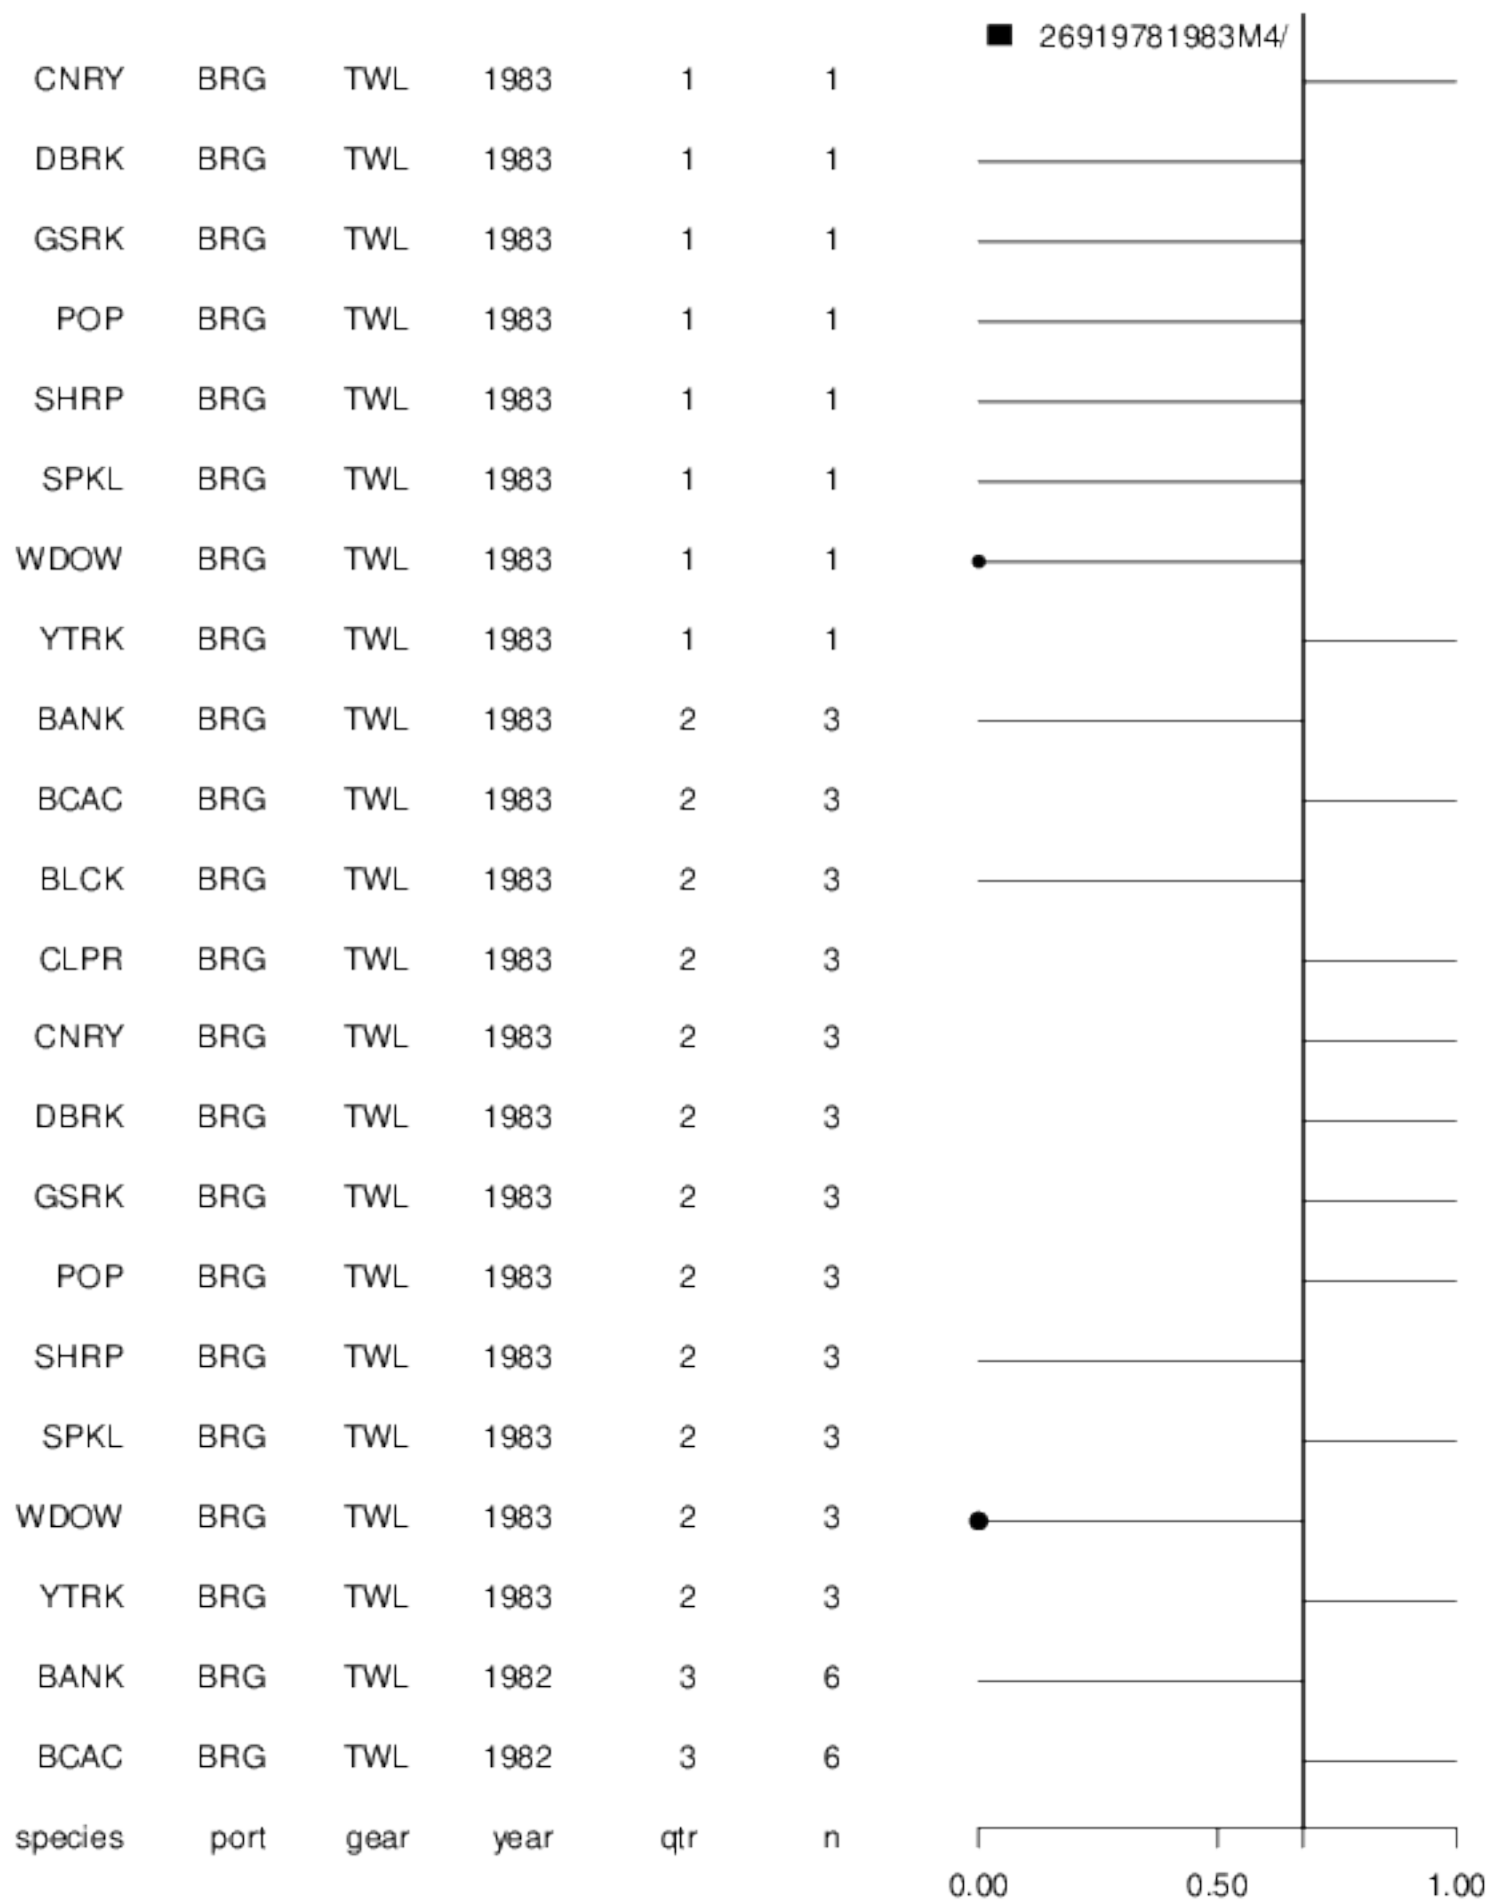 26919781983M4/
CNRY BRG TWL 1983 1 1
DBRK BRG TWL 1983 1 1
GSRK BRG TWL 1983 1 1
POP BRG TWL 1983 1 1
SHRP BRG TWL 1983 1 1
SPKL BRG TWL 1983 1 1
WDOW BRG TWL 1983 1 1
YTRK BRG TWL 1983 1 1
BANK BRG TWL 1983 2 3
BCAC BRG TWL 1983 2 3
BLCK BRG TWL 1983 2 3
CLPR BRG TWL 1983 2 3
CNRY BRG TWL 1983 2 3
DBRK BRG TWL 1983 2 3
GSRK BRG TWL 1983 2 3
POP BRG TWL 1983 2 3
SHRP BRG TWL 1983 2 3
SPKL BRG TWL 1983 2 3
WDOW BRG TWL 1983 2 3
YTRK BRG TWL 1983 2 3
BANK BRG TWL 1982 3 6
BCAC BRG TWL 1982 3 6
species port gear year qtr n
0.00 0.50 1.00